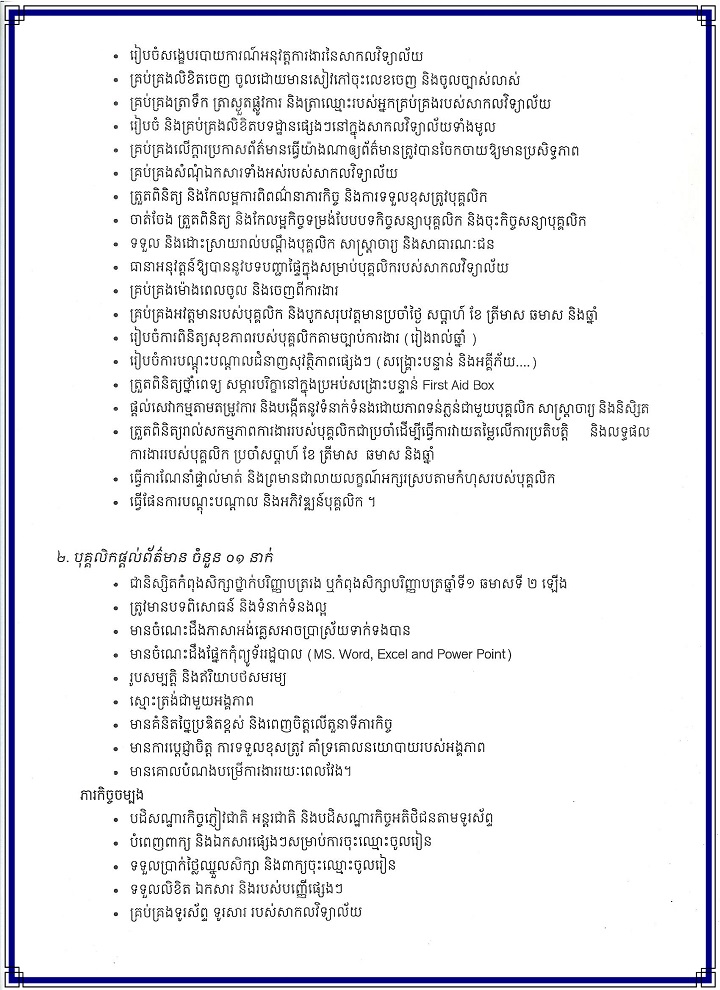 • រៀបចំសង្ខេបរបាយការណ៍អនុវត្តការងារនៃសាកលវិទ្យាល័យ
• គ្រប់គ្រងលិខិតចេញ ចូលដោយមានសៀវភៅចុះលេខចេញ និងចូលច្បាស់លាស់
• គ្រប់គ្រងត្រាទឹក ត្រាស្ងួតផ្លូវការ និងត្រាឈ្មោះរបស់អ្នកគ្រប់គ្រងរបស់សាកលវិទ្យាល័យ
• រៀបចំ និងគ្រប់គ្រងលិខិតបទដ្ឋានផ្សេងៗនៅក្នុងសាកលវិទ្យាល័យទាំងមូល
• គ្រប់គ្រងលើក្តារប្រកាសព័ត៌មានធ្វើយ៉ាងណាឲ្យព័ត៌មានត្រូវបានចែកចាយឱ្យមានប្រសិទ្ធភាព
• គ្រប់គ្រងសំណុំឯកសារទាំងអស់របស់សាកលវិទ្យាល័យ
• ត្រួតពិនិត្យ និងកែលម្អការពិពណ៌នាភារកិច្ច និងការទទួលខុសត្រូវបុគ្គលិក
• ចាត់ចែង ត្រួតពិនិត្យ និងកែលម្អកិច្ចទម្រង់បែបបទកិច្ចសន្យាបុគ្គលិក និងចុះកិច្ចសន្យាបុគ្គលិក
• ទទួល និងដោះស្រាយរាល់បណ្តឹងបុគ្គលិក សាស្ត្រាចារ្យ និងសាធារណៈជន
• ធានាអនុវត្តន៍ឱ្យបាននូវបទបញ្ជាផ្ទៃក្នុងសម្រាប់បុគ្គលិករបស់សាកលវិទ្យាល័យ
• គ្រប់គ្រងម៉ោងពេលចូល និងចេញពីការងារ
• គ្រប់គ្រងអវត្តមានរបស់បុគ្គលិក និងបូកសរុបវត្តមានប្រចាំថ្ងៃ សប្តាហ៍ ខែ ត្រីមាស ឆមាស និងឆ្នាំ
• រៀបចំការពិនិត្យសុខភាពរបស់បុគ្គលិកតាមច្បាប់ការងារ (រៀងរាល់ឆ្នាំ )
• រៀបចំការបណ្តុះបណ្តាលជំនាញសុវត្ថិភាពផ្សេងៗ (សង្គ្រោះបន្ទាន់ និងអគ្គីភ័យ....)
• ត្រួតពិនិត្យថ្នាំពេទ្យ សម្ភារបរិក្ខានៅក្នុងប្រអប់សង្គ្រោះបន្ទាន់ First Aid Box
• ផ្តល់សេវាកម្មតាមតម្រូវការ និងបង្កើតនូវទំនាក់ទំនងដោយភាពទន់ភ្លន់ជាមួយបុគ្គលិក សាស្ត្រាចារ្យ និងនិស្សិត
• ត្រួតពិនិត្យរាល់សកម្មភាពការងាររបស់បុគ្គលិកជាប្រចាំដើម្បីធ្វើការវាយតម្លៃលើការប្រតិបត្តិ និងលទ្ធផល
ការងាររបស់បុគ្គលិក ប្រចាំសប្តាហ៍ ខែ ត្រីមាស ឆមាស និងឆ្នាំ
• ធ្វើការណែនាំផ្ទាល់មាត់ និងព្រមានជាលាយលក្ខណ៍អក្សរស្របតាមកំហុសរបស់បុគ្គលិក
• ធ្វើផែនការបណ្តុះបណ្តាល និងអភិវឌ្ឍន៍បុគ្គលិក ។
២. បុគ្គលិកផ្តល់ព័ត៌មាន ចំនួន ០១ នាក់
• ជានិស្សិតកំពុងសិក្សាថ្នាក់បរិញ្ញាបត្ររង ឬកំពុងសិក្សាបរិញ្ញាបត្រឆ្នាំទី១ ឆមាសទី ២ ឡើង
• ត្រូវមានបទពិសោធន៍ និងទំនាក់ទំនងល្អ
• មានចំណេះដឹងភាសាអង់គ្លេសអាចប្រាស្រ័យទាក់ទងបាន
• មានចំណេះដឹងផ្នែកកុំព្យូទ័ររដ្ឋបាល (MS. Word, Excel and Power Point)
• រូបសម្បត្តិ និងឥរិយាបថសមរម្យ
• ស្មោះត្រង់ជាមួយអង្គភាព
• មានគំនិតច្នៃប្រឌិតខ្ពស់ និងពេញចិត្តលើតួនាទីភារកិច្ច
• មានការប្តេជ្ញាចិត្ត ការទទួលខុសត្រូវ គាំទ្រគោលនយោបាយរបស់អង្គភាព
• មានគោលបំណងបម្រើការងាររយៈពេលវែង។
ភារកិច្ចចម្បង
• បដិសណ្ឋារកិច្ចភ្ញៀវជាតិ អន្តរជាតិ និងបដិសណ្ឋារកិច្ចអតិថិជនតាមទូរស័ព្ទ
• បំពេញពាក្យ និងឯកសារផ្សេងៗសម្រាប់ការចុះឈ្មោះចូលរៀន
• ទទួលប្រាក់ថ្លៃឈ្នួលសិក្សា និងពាក្យចុះឈ្មោះចូលរៀន
• ទទួលលិខិត ឯកសារ និងរបស់បញ្ញើផ្សេងៗ
• គ្រប់គ្រងទូរស័ព្ទ ទូរសារ របស់សាកលវិទ្យាល័យ